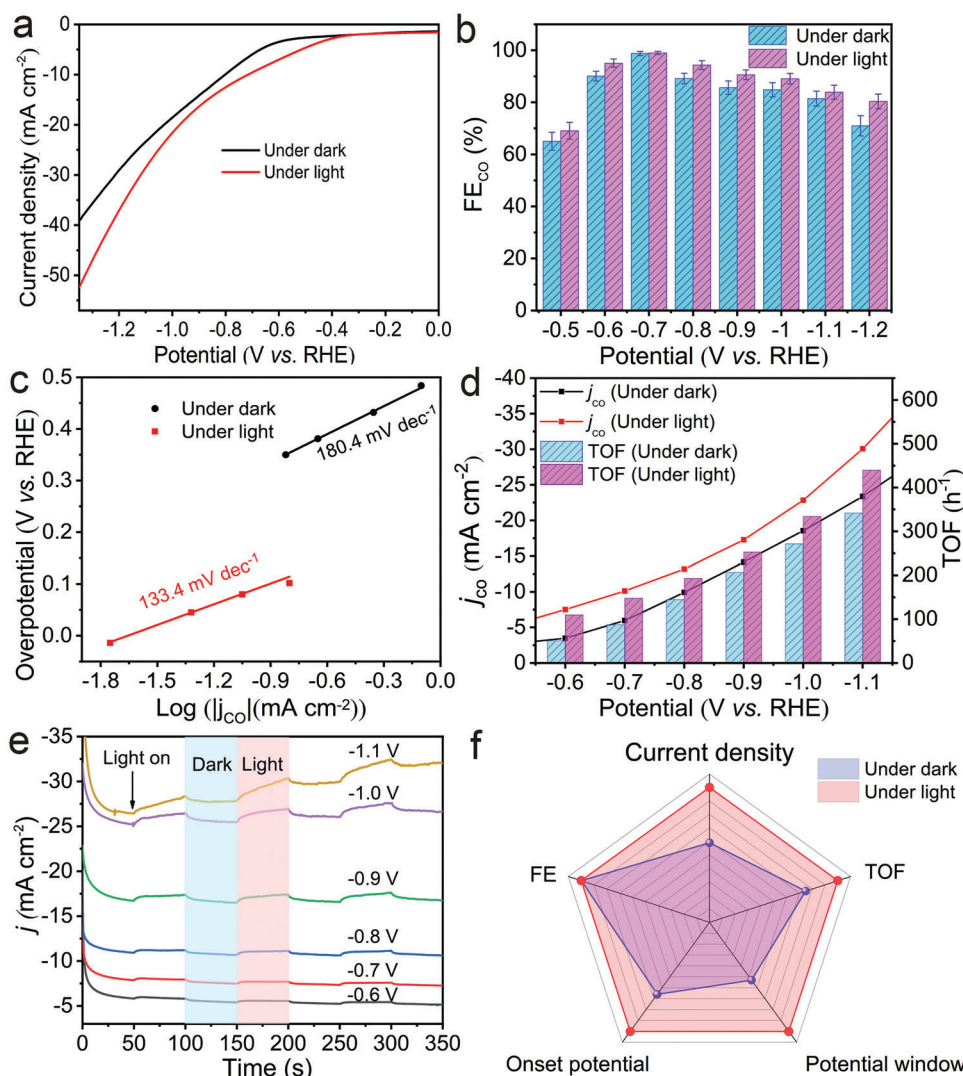 a
Current density (mA cm⁻²)
0
-10
-20
-30
-40
-50
Under dark
Under light
-1.2
-1.0
-0.8
-0.6
-0.4
-0.2
0.0
Potential (V vs. RHE)
b
FE_CO (%)
100
80
60
40
20
0
Under dark
Under light
-0.5
-0.6
-0.7
-0.8
-0.9
-1
-1.1
-1.2
Potential (V vs. RHE)
c
Overpotential (V vs. RHE)
0.5
0.4
0.3
0.2
0.1
0.0
Under dark
Under light
180.4 mV dec⁻¹
133.4 mV dec⁻¹
-1.8
-1.5
-1.2
-0.9
-0.6
-0.3
0.0
Log (|j_CO|(mA cm⁻²))
d
j_co (mA cm⁻²)
-40
-35
-30
-25
-20
-15
-10
-5
0
j_co (Under dark)
j_co (Under light)
TOF (Under dark)
TOF (Under light)
600
500
400
300
200
100
0
TOF (h⁻¹)
-0.6
-0.7
-0.8
-0.9
-1.0
-1.1
Potential (V vs. RHE)
e
j (mA cm⁻²)
-35
-30
-25
-20
-15
-10
-5
Light on
Dark
Light
-1.1 V
-1.0 V
-0.9 V
-0.8 V
-0.7 V
-0.6 V
0
50
100
150
200
250
300
350
Time (s)
f
Current density
Under dark
Under light
FE
TOF
Onset potential
Potential window